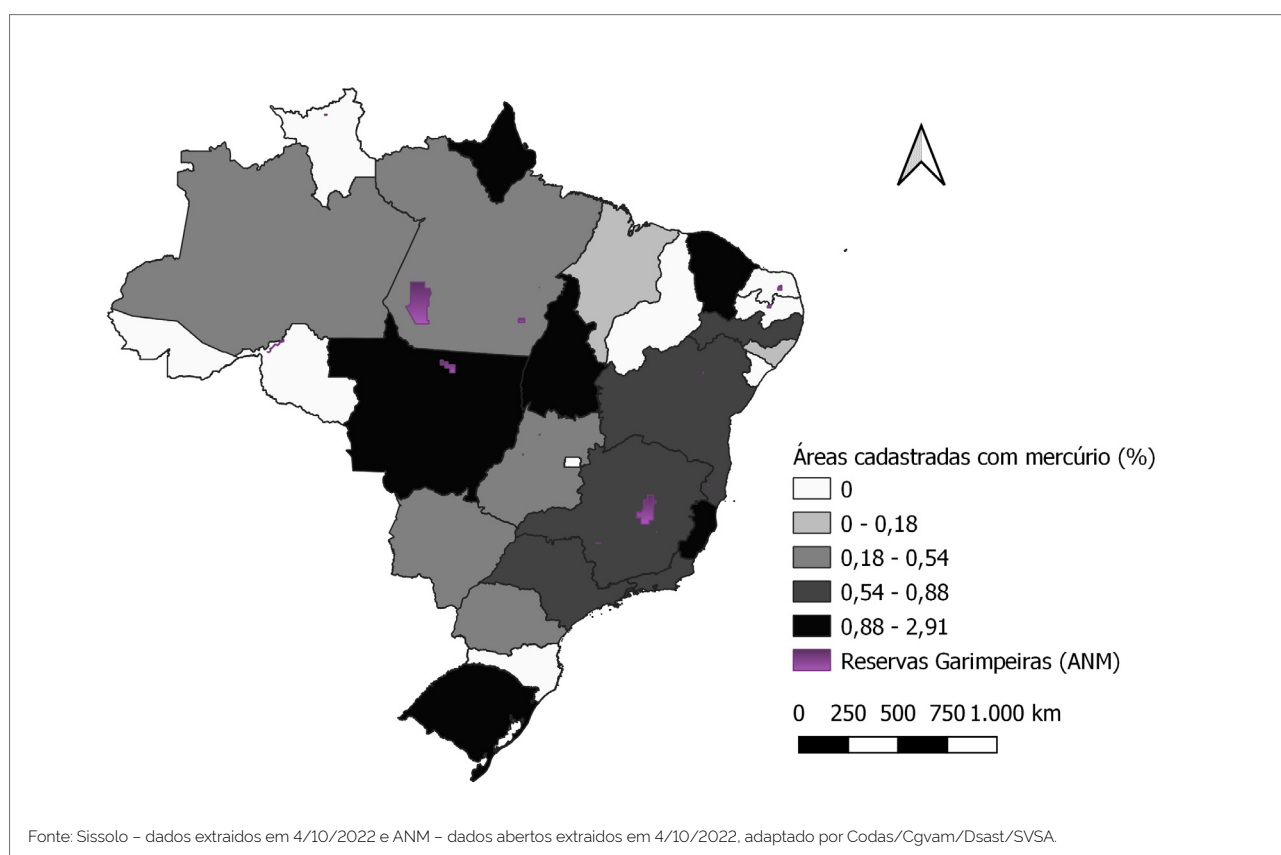 Áreas cadastradas com mercúrio (%)
0
0 - 0,18
0,18 - 0,54
0,54 - 0,88
0,88 - 2,91
Reservas Garimpeiras (ANM)
0 250 500 750 1.000 km
Fonte: Sissolo – dados extraidos em 4/10/2022 e ANM – dados abertos extraidos em 4/10/2022, adaptado por Codas/Cgvam/Dsast/SVSA.